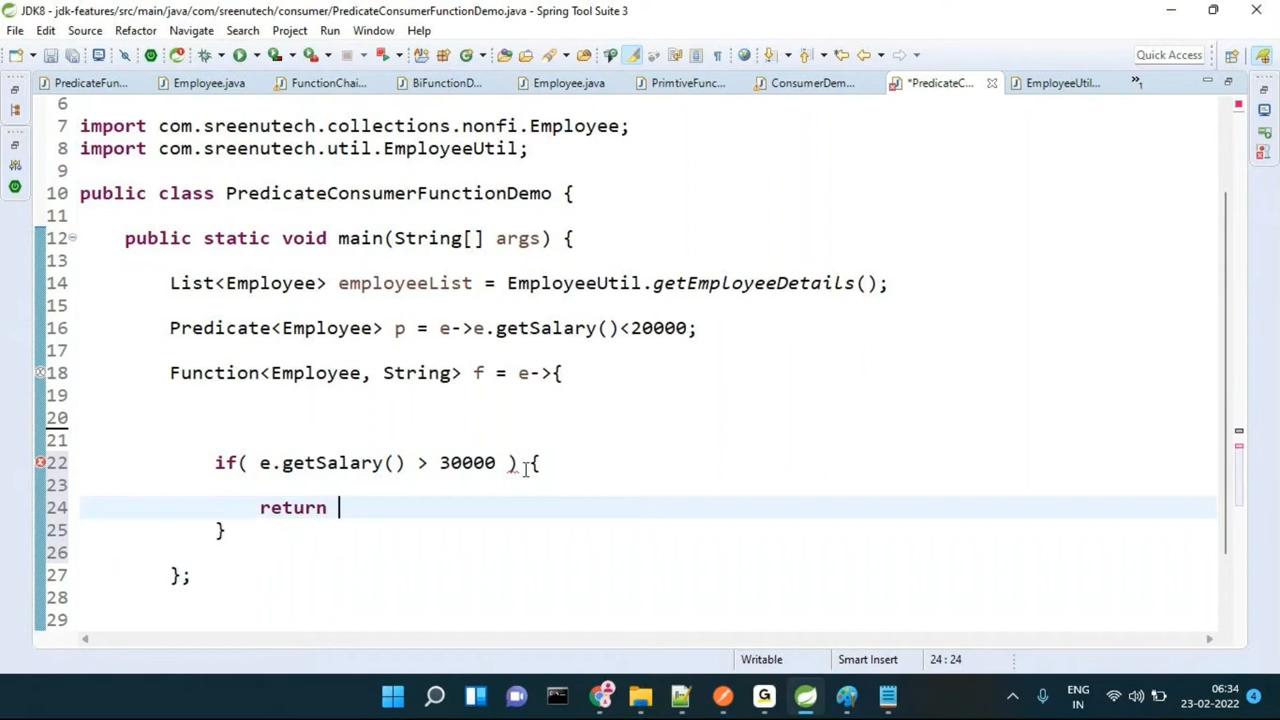 JDK8 - jdk-features/src/main/java/com/sreenutech/consumer/PredicateConsumerFunctionDemo.java - Spring Tool Suite 3
File Edit Source Refactor Navigate Search Project Run Window Help
Quick Access
PredicateFun... Employee.java FunctionChai... BiFunctionD... Employee.java PrimtiveFunc... ConsumerDem... *PredicateC... EmployeeUtil... »1
6
7 import com.sreenutech.collections.nonfi.Employee;
8 import com.sreenutech.util.EmployeeUtil;
9
10 public class PredicateConsumerFunctionDemo {
11
12 public static void main(String[] args) {
13
14 List<Employee> employeeList = EmployeeUtil.getEmployeeDetails();
15
16 Predicate<Employee> p = e->e.getSalary()<20000;
17
18 Function<Employee, String> f = e->{
19
20
21
22 if( e.getSalary() > 30000 ) {
23
24 return
25 }
26
27 };
28
29
Writable Smart Insert 24 : 24
ENG
IN
06:34
23-02-2022
4